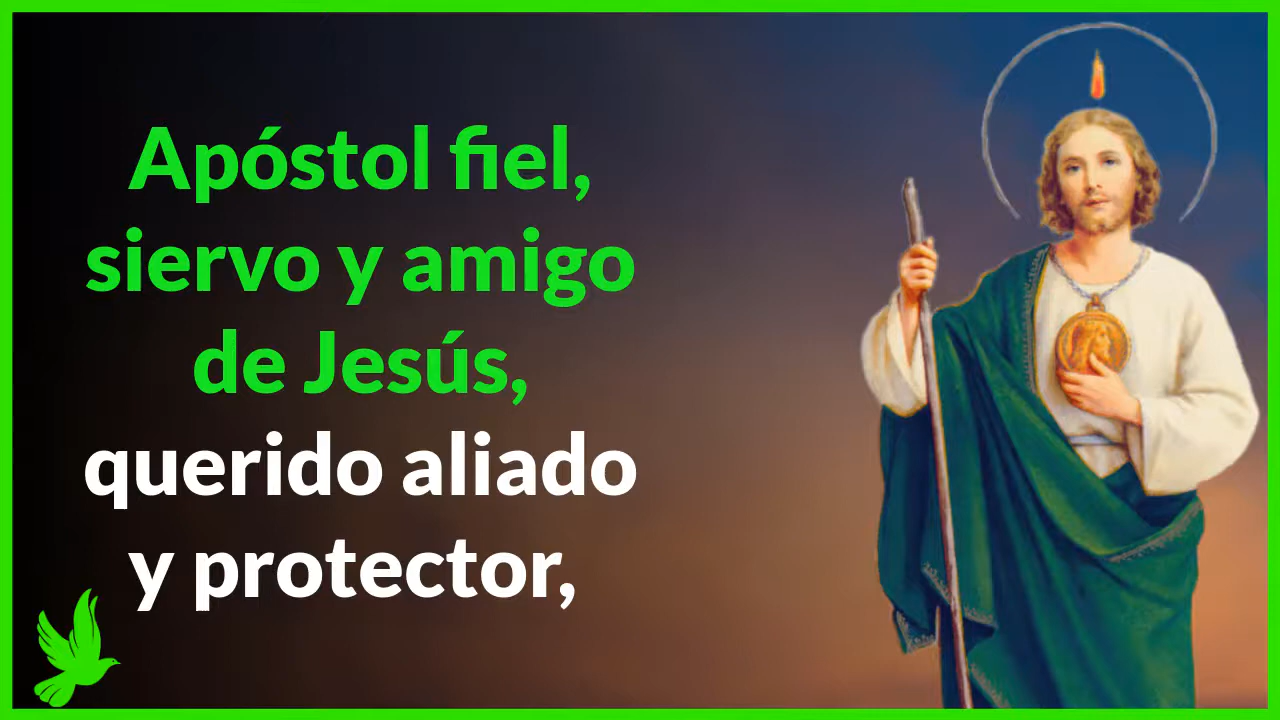 Apóstol fiel,
siervo y amigo
de Jesús,
querido aliado
y protector,